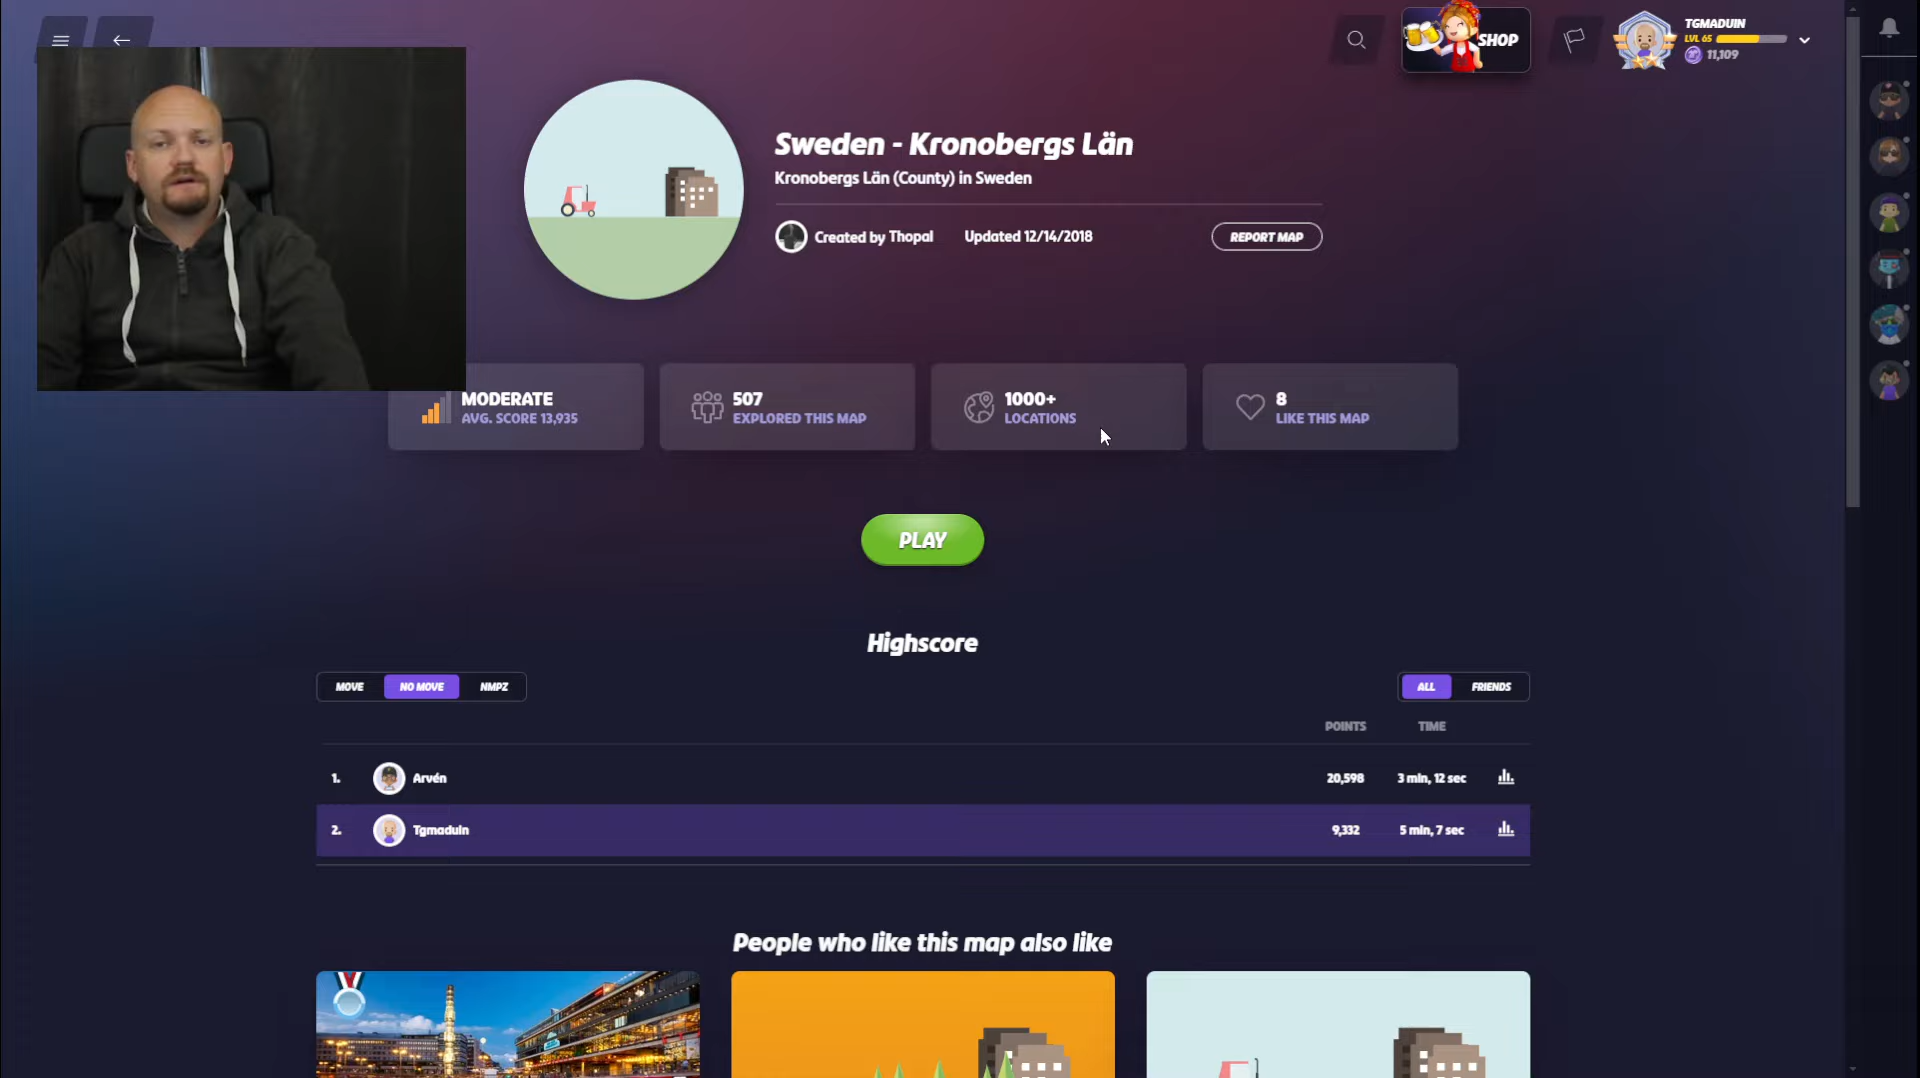 SHOP
TGMADUIN
LVL 65
11,109
Sweden - Kronobergs Län
Kronobergs Län (County) in Sweden
Created by Thopal
Updated 12/14/2018
REPORT MAP
MODERATE
AVG. SCORE 13,935
507
EXPLORED THIS MAP
1000+
LOCATIONS
8
LIKE THIS MAP
PLAY
Highscore
MOVE
NO MOVE
NMPZ
ALL
FRIENDS
POINTS
TIME
1.
Arvén
20,598
3 min, 12 sec
2.
Tgmaduin
9,332
5 min, 7 sec
People who like this map also like